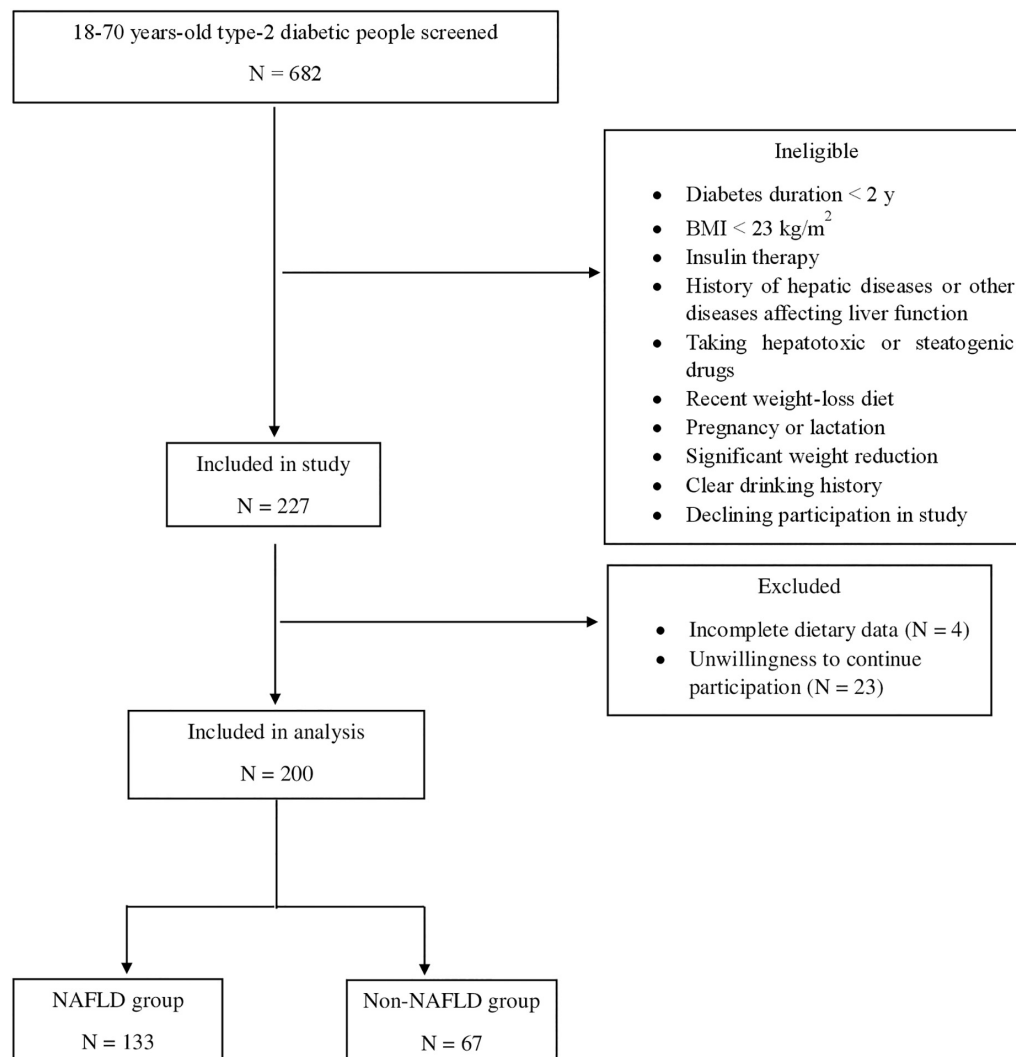 18-70 years-old type-2 diabetic people screened
N = 682
Ineligible
• Diabetes duration < 2 y
• BMI < 23 kg/m²
• Insulin therapy
• History of hepatic diseases or other
diseases affecting liver function
• Taking hepatotoxic or steatogenic
drugs
• Recent weight-loss diet
• Pregnancy or lactation
• Significant weight reduction
• Clear drinking history
• Declining participation in study
Included in study
N = 227
Excluded
• Incomplete dietary data (N = 4)
• Unwillingness to continue
participation (N = 23)
Included in analysis
N = 200
NAFLD group
N = 133
Non-NAFLD group
N = 67